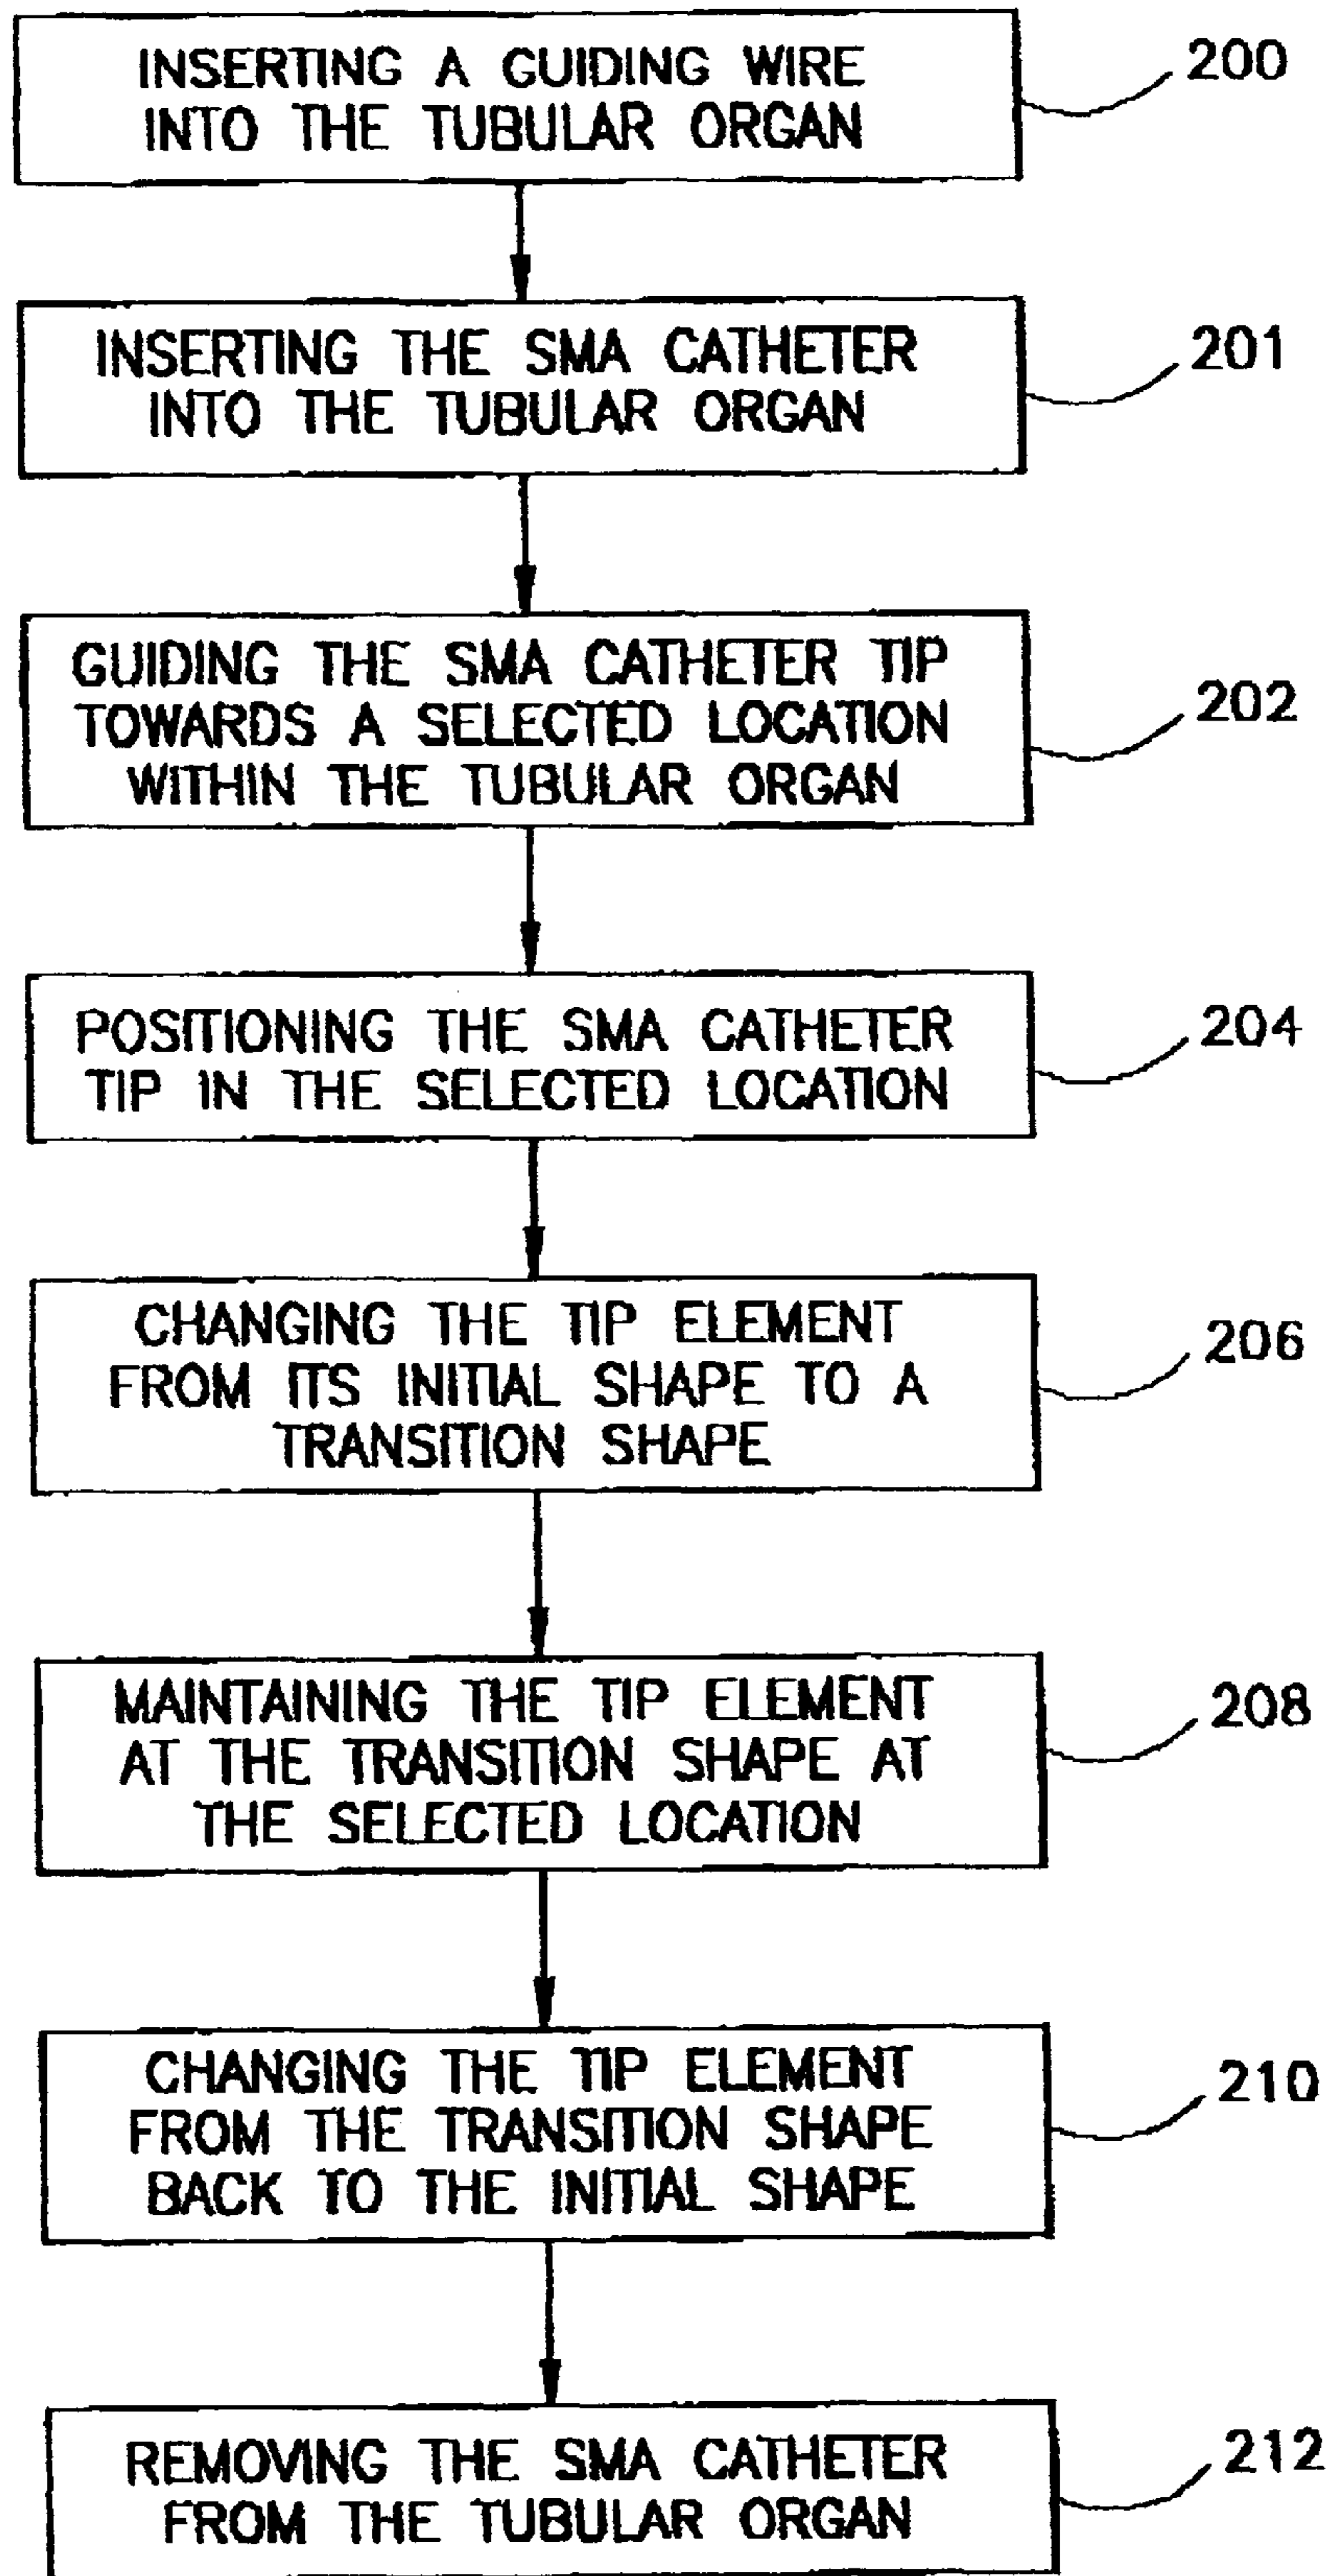 INSERTING A GUIDING WIRE
INTO THE TUBULAR ORGAN
200
INSERTING THE SMA CATHETER
INTO THE TUBULAR ORGAN
201
GUIDING THE SMA CATHETER TIP
TOWARDS A SELECTED LOCATION
WITHIN THE TUBULAR ORGAN
202
POSITIONING THE SMA CATHETER
TIP IN THE SELECTED LOCATION
204
CHANGING THE TIP ELEMENT
FROM ITS INITIAL SHAPE TO A
TRANSITION SHAPE
206
MAINTAINING THE TIP ELEMENT
AT THE TRANSITION SHAPE AT
THE SELECTED LOCATION
208
CHANGING THE TIP ELEMENT
FROM THE TRANSITION SHAPE
BACK TO THE INITIAL SHAPE
210
REMOVING THE SMA CATHETER
FROM THE TUBULAR ORGAN
212